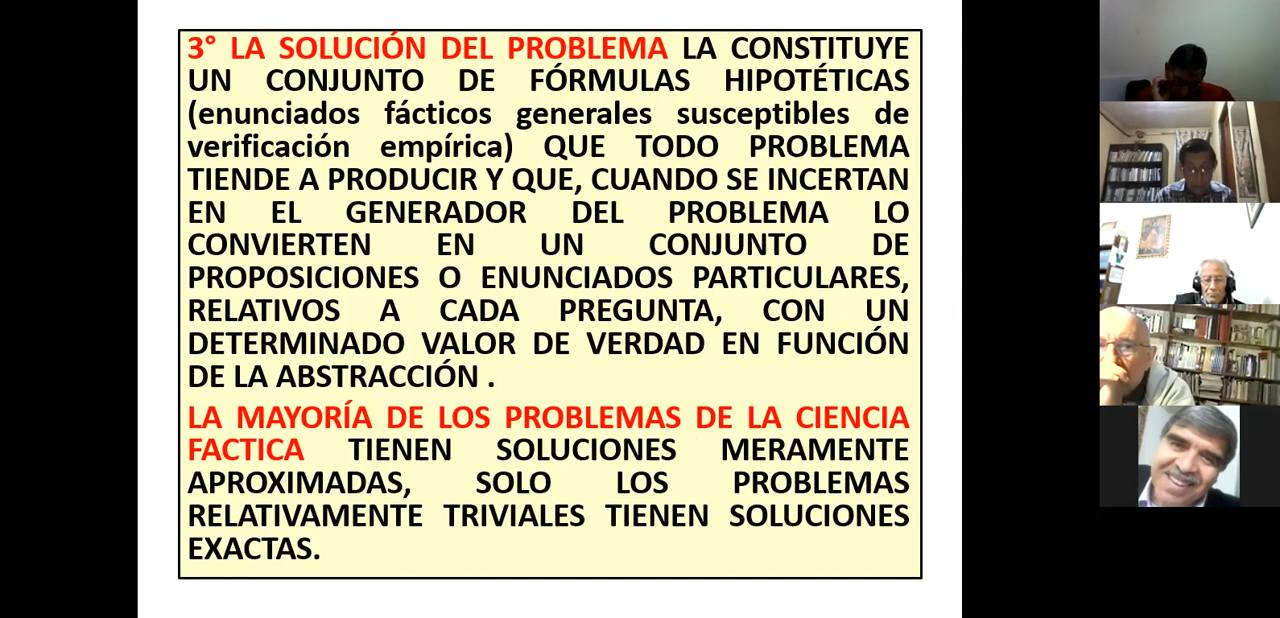 3° LA SOLUCIÓN DEL PROBLEMA LA CONSTITUYE
UN CONJUNTO DE FÓRMULAS HIPOTÉTICAS
(enunciados fácticos generales susceptibles de
verificación empírica) QUE TODO PROBLEMA
TIENDE A PRODUCIR Y QUE, CUANDO SE INCERTAN
EN EL GENERADOR DEL PROBLEMA LO
CONVIERTEN EN UN CONJUNTO DE
PROPOSICIONES O ENUNCIADOS PARTICULARES,
RELATIVOS A CADA PREGUNTA, CON UN
DETERMINADO VALOR DE VERDAD EN FUNCIÓN
DE LA ABSTRACCIÓN .
LA MAYORÍA DE LOS PROBLEMAS DE LA CIENCIA
FACTICA TIENEN SOLUCIONES MERAMENTE
APROXIMADAS, SOLO LOS PROBLEMAS
RELATIVAMENTE TRIVIALES TIENEN SOLUCIONES
EXACTAS.